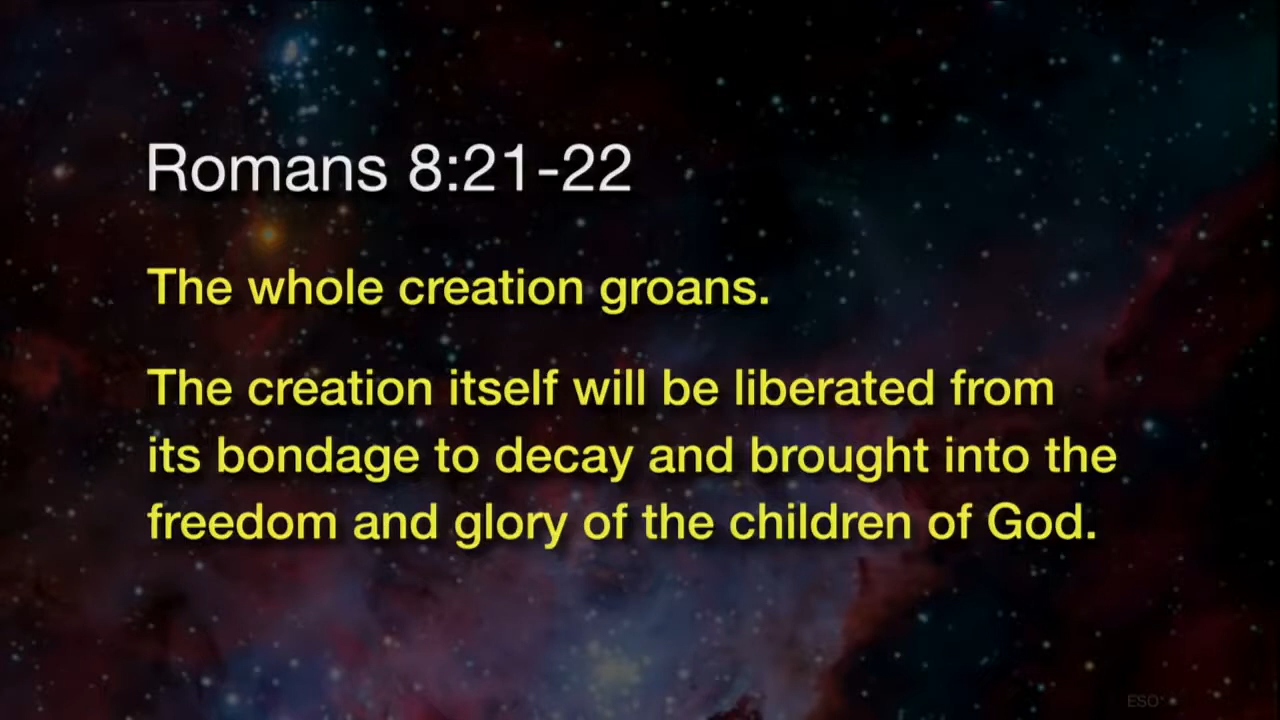 Romans 8:21-22
The whole creation groans.
The creation itself will be liberated from
its bondage to decay and brought into the
freedom and glory of the children of God.
ESO